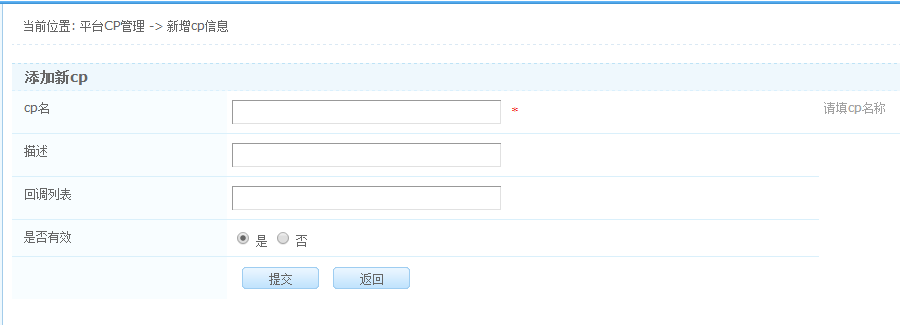 当前位置: 平台CP管理 -> 新增cp信息
添加新cp
cp名 * 请填cp名称
描述
回调列表
是否有效 是 否
提交 返回